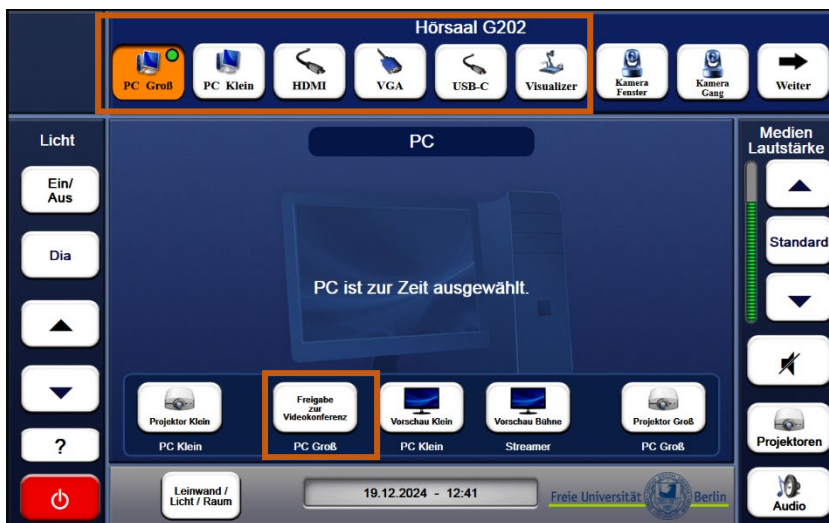 Hörsaal G202
PC Groß
PC Klein
HDMI
VGA
USB-C
Visualizer
Kamera
Fenster
Kamera
Gang
Weiter
Licht
Ein/
Aus
Dia
?
PC
PC ist zur Zeit ausgewählt.
Projektor Klein
PC Klein
Freigabe
zur
Videokonferenz
PC Groß
Vorschau Klein
PC Klein
Vorschau Bühne
Streamer
Projektor Groß
PC Groß
Medien
Lautstärke
Standard
Projektoren
Audio
Leinwand /
Licht / Raum
19.12.2024 - 12:41
Freie Universität Berlin